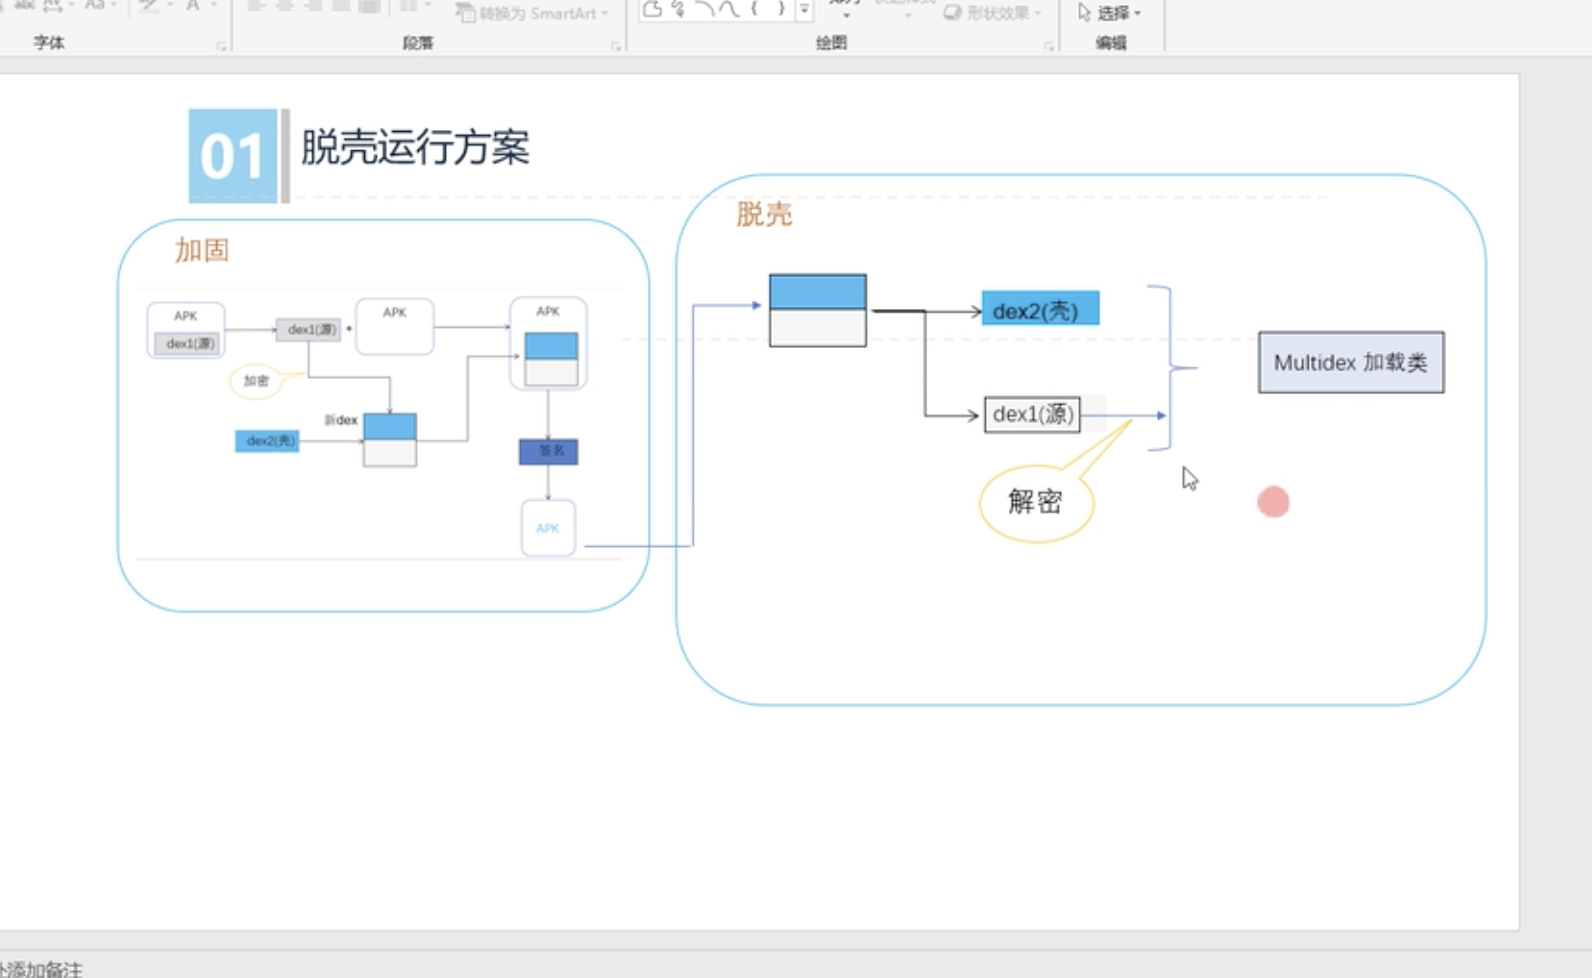 abc
Aa
A
转换为 SmartArt
形状效果
选择
字体
段落
绘图
编辑
01
脱壳运行方案
脱壳
加固
APK
dex1(源)
dex1(源)
APK
APK
加密
新dex
dex2(壳)
签名
APK
dex2(壳)
dex1(源)
解密
Multidex 加载类
处添加备注